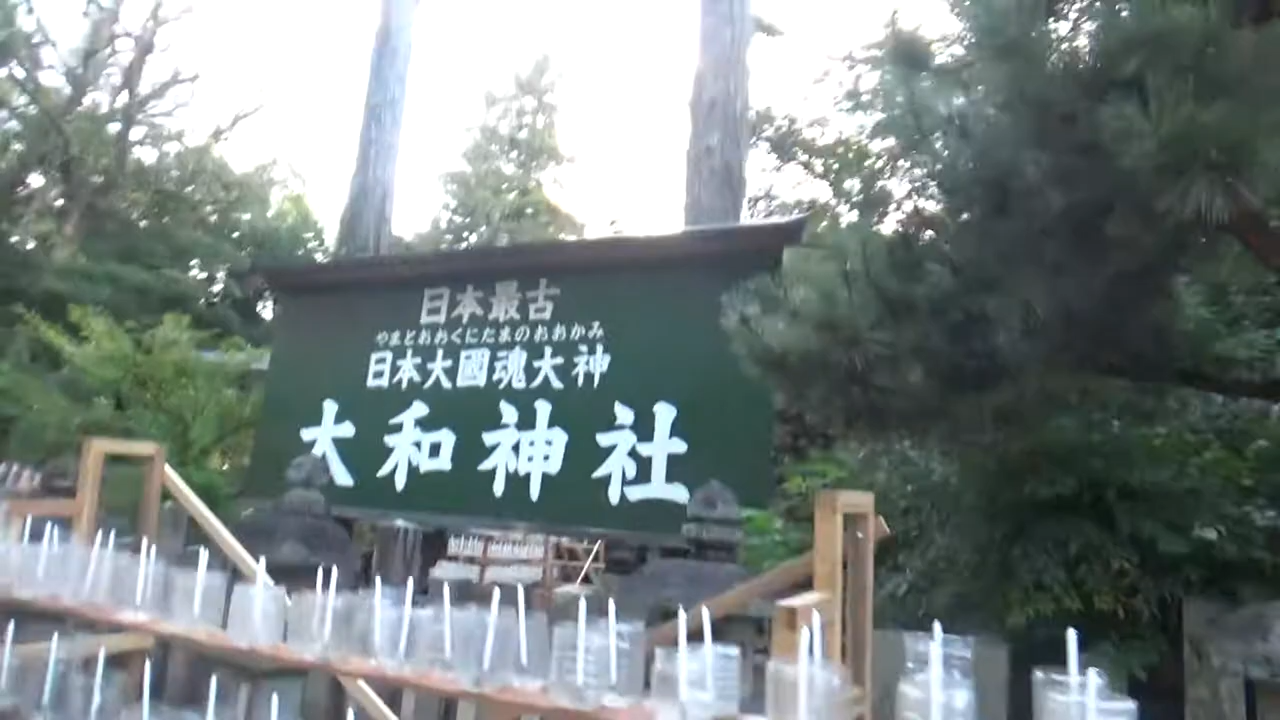 日本最古
やまとおおくにたまのおおかみ
日本大國魂大神
大和神社